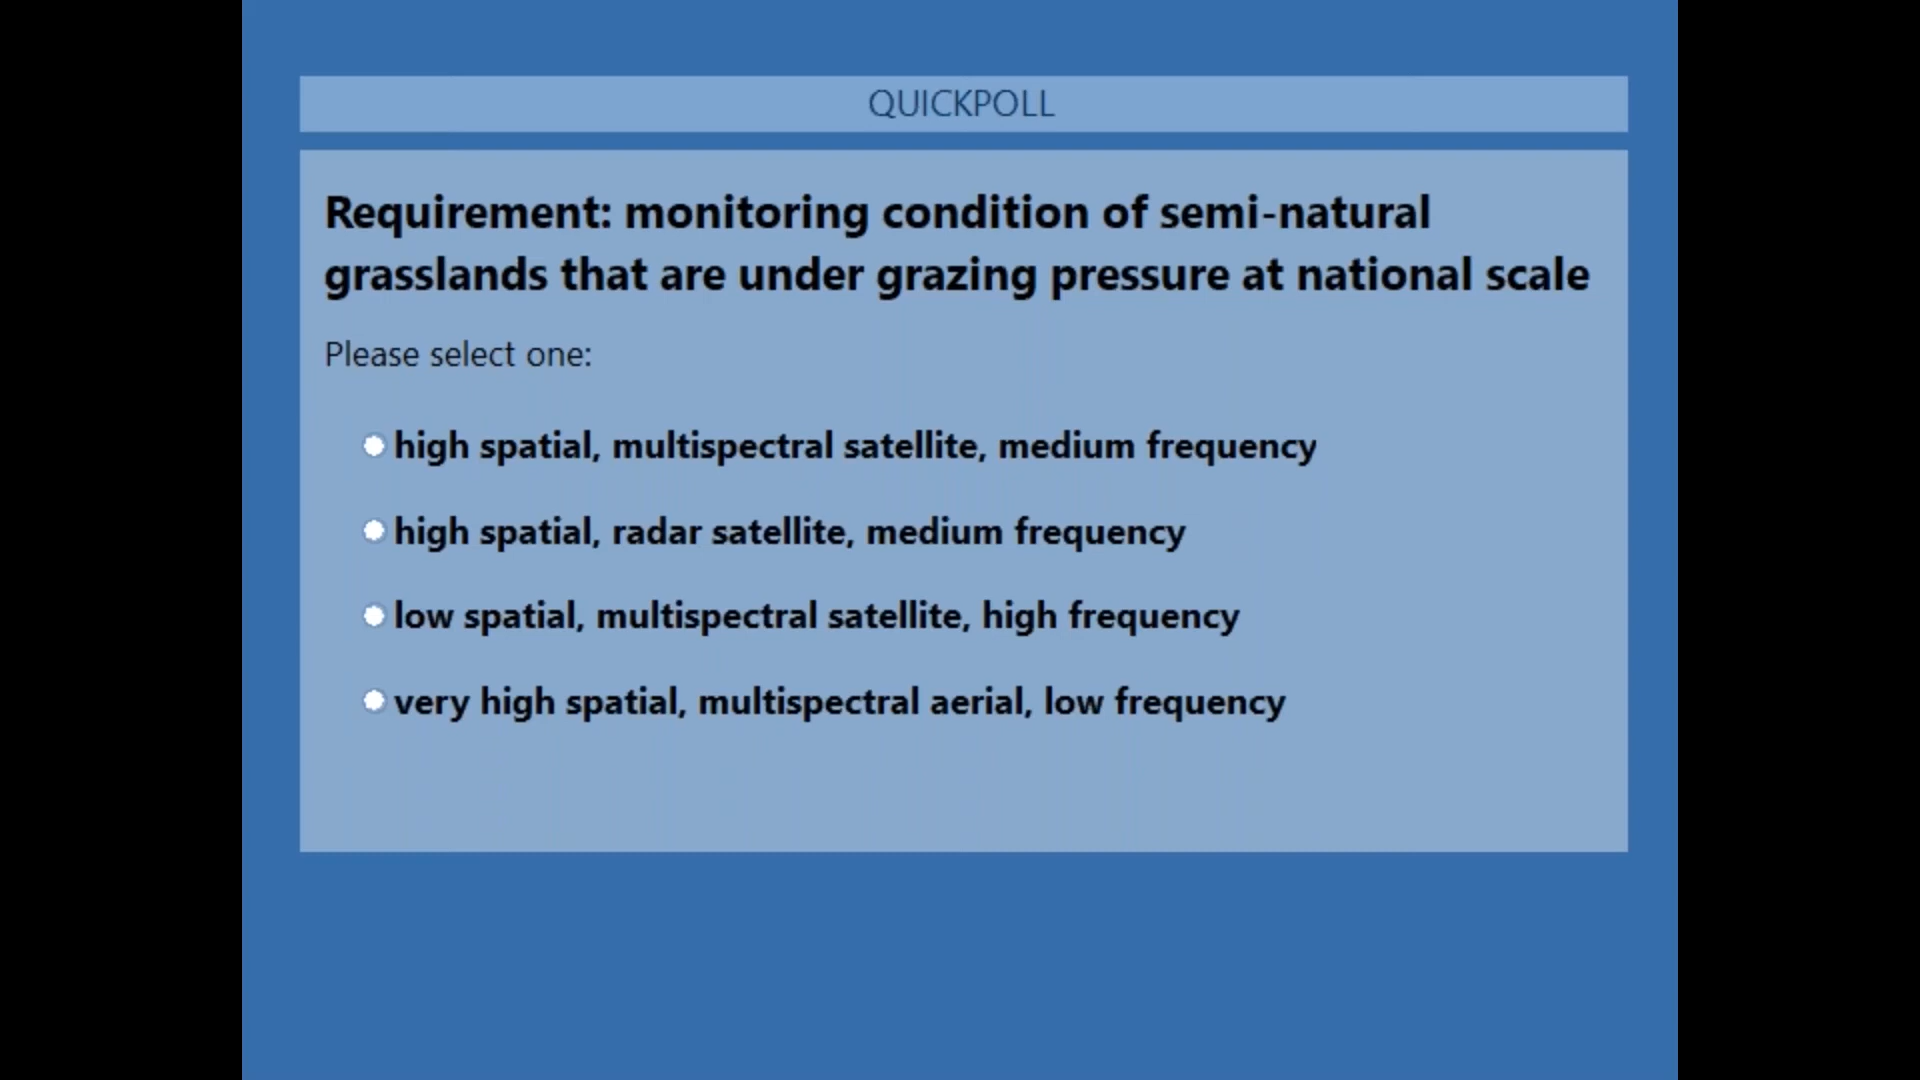 QUICKPOLL
Requirement: monitoring condition of semi-natural
grasslands that are under grazing pressure at national scale
Please select one:
high spatial, multispectral satellite, medium frequency
high spatial, radar satellite, medium frequency
low spatial, multispectral satellite, high frequency
very high spatial, multispectral aerial, low frequency